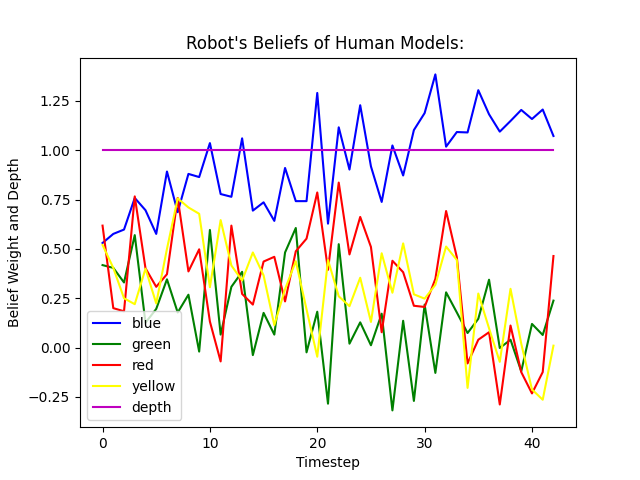 Robot's Beliefs of Human Models:
Belief Weight and Depth
1.25
1.00
0.75
0.50
0.25
0.00
−0.25
blue
green
red
yellow
depth
0
10
20
30
40
Timestep